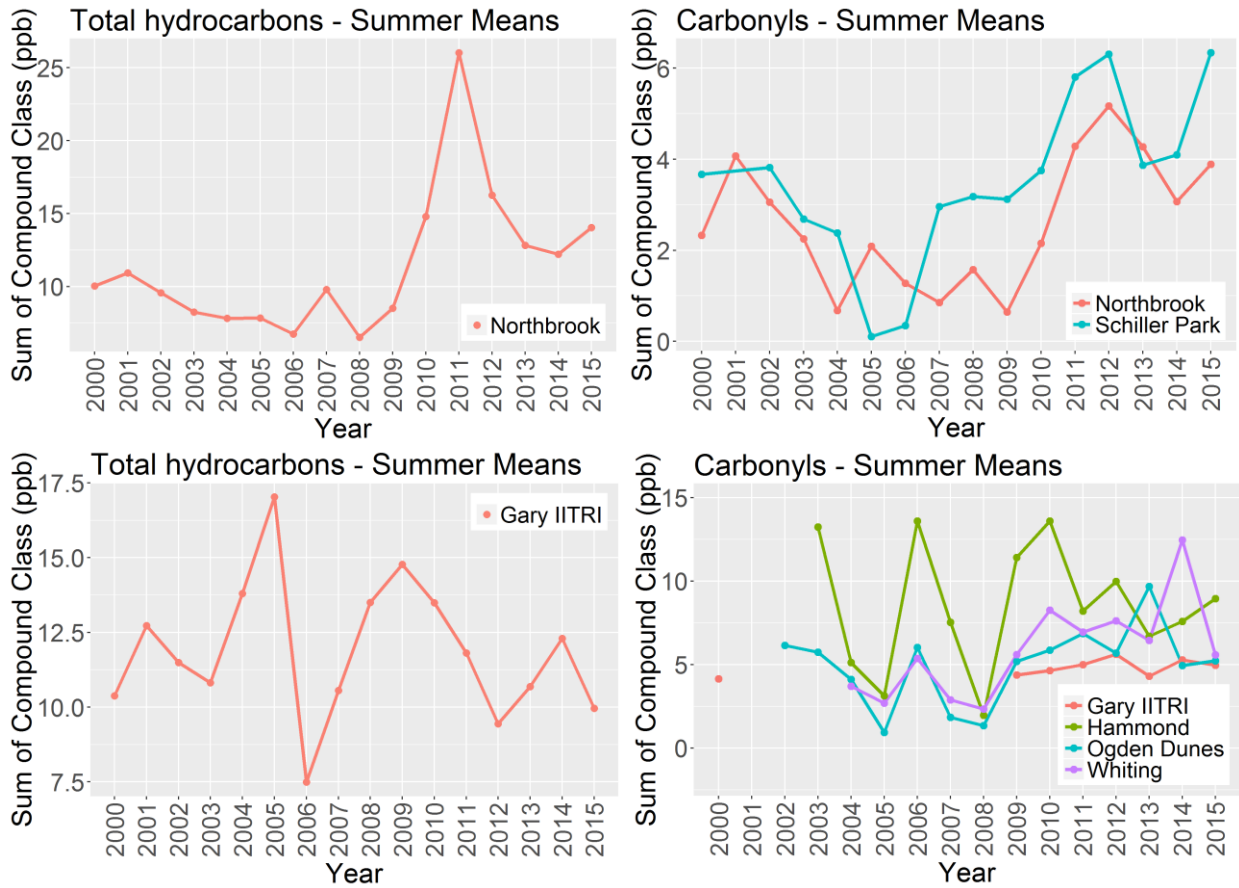 Total hydrocarbons - Summer Means
Sum of Compound Class (ppb)
25
20
15
10
Northbrook
2000 2001 2002 2003 2004 2005 2006 2007 2008 2009 2010 2011 2012 2013 2014 2015
Year
Carbonyls - Summer Means
Sum of Compound Class (ppb)
6
4
2
0
Northbrook
Schiller Park
2000 2001 2002 2003 2004 2005 2006 2007 2008 2009 2010 2011 2012 2013 2014 2015
Year
Total hydrocarbons - Summer Means
Sum of Compound Class (ppb)
17.5
15.0
12.5
10.0
7.5
Gary IITRI
2000 2001 2002 2003 2004 2005 2006 2007 2008 2009 2010 2011 2012 2013 2014 2015
Year
Carbonyls - Summer Means
Sum of Compound Class (ppb)
15
10
5
0
Gary IITRI
Hammond
Ogden Dunes
Whiting
2000 2001 2002 2003 2004 2005 2006 2007 2008 2009 2010 2011 2012 2013 2014 2015
Year